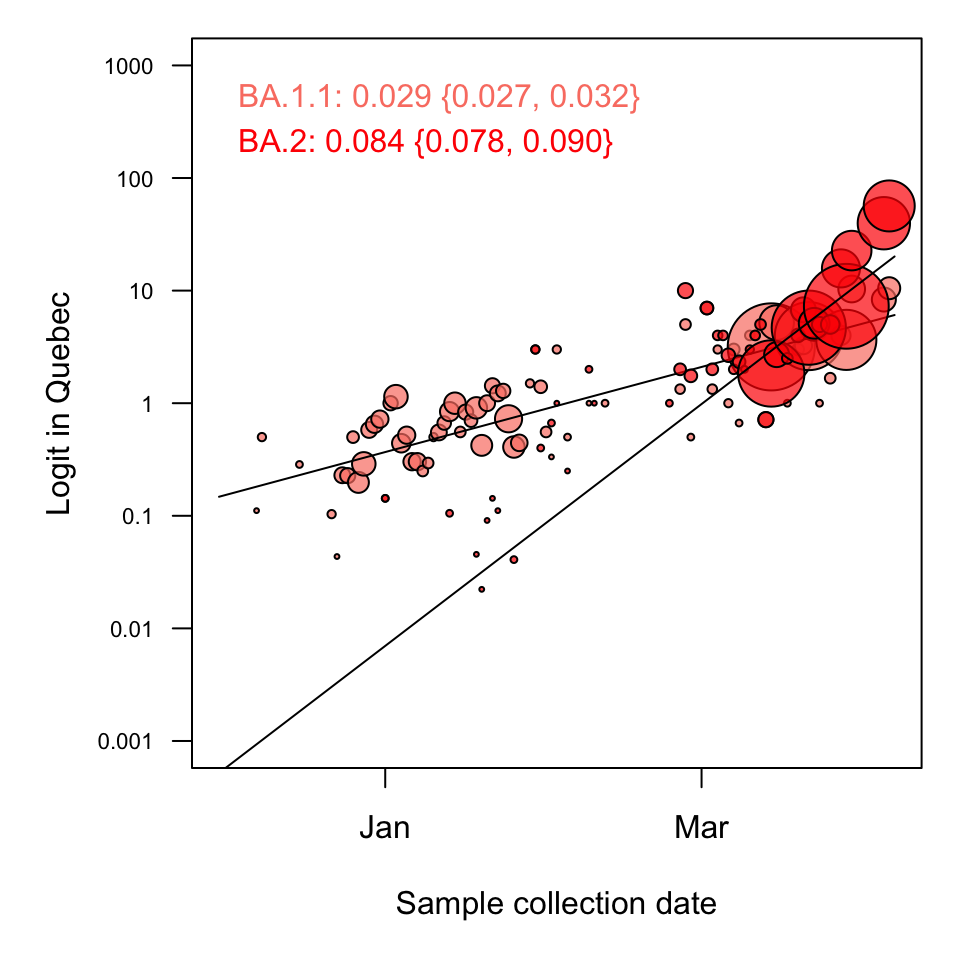 BA.1.1: 0.029 {0.027, 0.032}
BA.2: 0.084 {0.078, 0.090}
Logit in Quebec
1000
100
10
1
0.1
0.01
0.001
Jan
Mar
Sample collection date